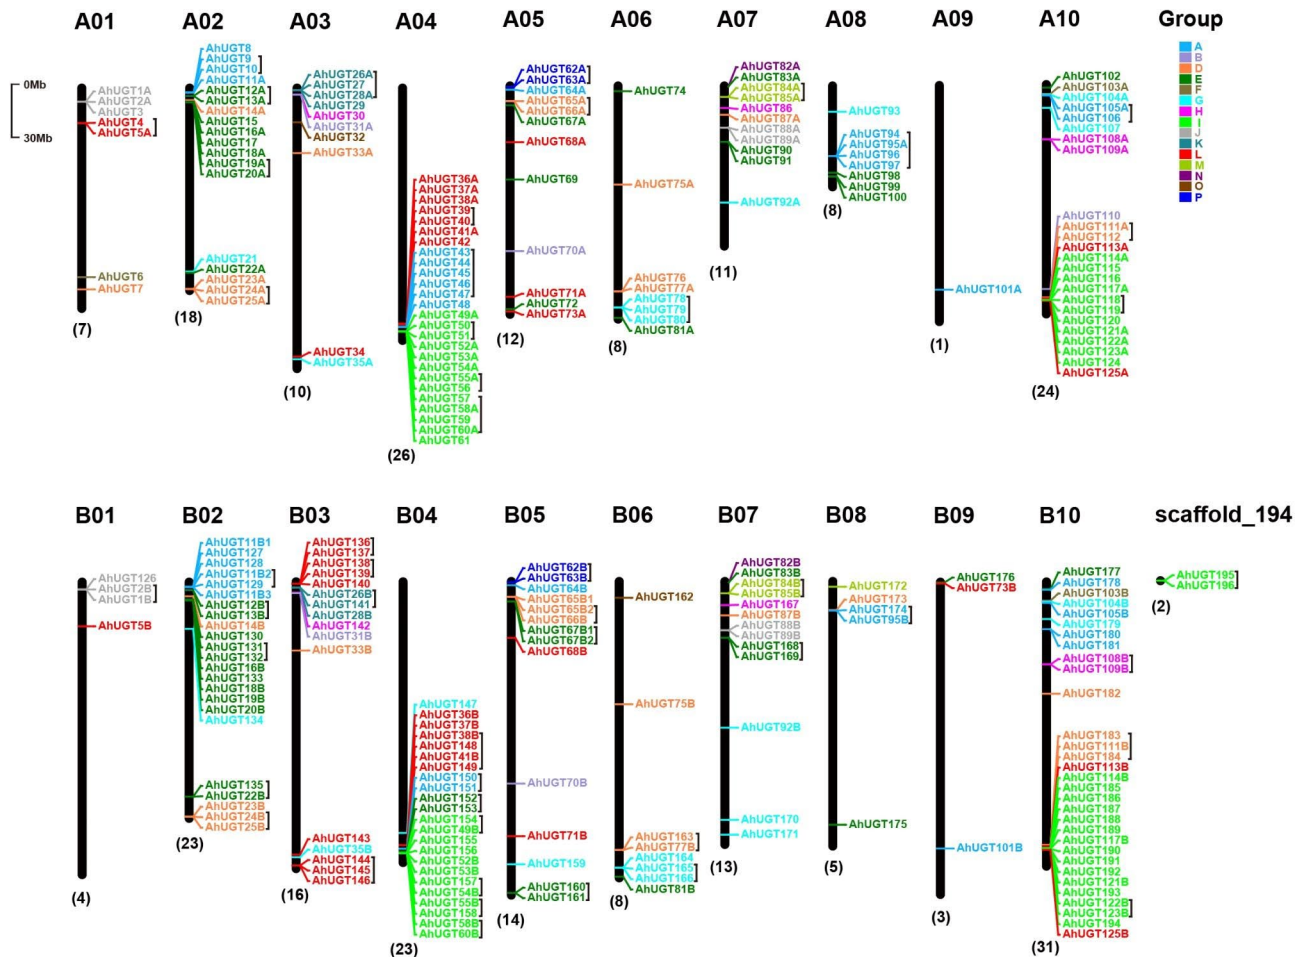 A01
A02
A03
A04
A05
A06
A07
A08
A09
A10
Group
A
B
D
E
F
G
H
I
J
K
L
M
N
O
P
0Mb
30Mb
AhUGT1A
AhUGT2A
AhUGT3
AhUGT4
AhUGT5A
AhUGT6
AhUGT7
(7)
AhUGT8
AhUGT9
AhUGT10
AhUGT11A
AhUGT12A
AhUGT13A
AhUGT14A
AhUGT15
AhUGT16A
AhUGT17
AhUGT18A
AhUGT19A
AhUGT20A
AhUGT21
AhUGT22A
AhUGT23A
AhUGT24A
AhUGT25A
(18)
AhUGT26A
AhUGT27
AhUGT28A
AhUGT29
AhUGT30
AhUGT31A
AhUGT32
AhUGT33A
AhUGT34
AhUGT35A
(10)
AhUGT36A
AhUGT37A
AhUGT38A
AhUGT39
AhUGT40
AhUGT41A
AhUGT42
AhUGT43
AhUGT44
AhUGT45
AhUGT46
AhUGT47
AhUGT48
AhUGT49A
AhUGT50
AhUGT51
AhUGT52A
AhUGT53A
AhUGT54A
AhUGT55A
AhUGT56
AhUGT57
AhUGT58A
AhUGT59
AhUGT60A
AhUGT61
(26)
AhUGT62A
AhUGT63A
AhUGT64A
AhUGT65A
AhUGT66A
AhUGT67A
AhUGT68A
AhUGT69
AhUGT70A
AhUGT71A
AhUGT72
AhUGT73A
(12)
AhUGT74
AhUGT75A
AhUGT76
AhUGT77A
AhUGT78
AhUGT79
AhUGT80
AhUGT81A
(8)
AhUGT82A
AhUGT83A
AhUGT84A
AhUGT85A
AhUGT86
AhUGT87A
AhUGT88A
AhUGT89A
AhUGT90
AhUGT91
AhUGT92A
(11)
AhUGT93
AhUGT94
AhUGT95A
AhUGT96
AhUGT97
AhUGT98
AhUGT99
AhUGT100
(8)
AhUGT101A
(1)
AhUGT102
AhUGT103A
AhUGT104A
AhUGT105A
AhUGT106
AhUGT107
AhUGT108A
AhUGT109A
AhUGT110
AhUGT111A
AhUGT112
AhUGT113A
AhUGT114A
AhUGT115
AhUGT116
AhUGT117A
AhUGT118
AhUGT119
AhUGT120
AhUGT121A
AhUGT122A
AhUGT123A
AhUGT124
AhUGT125A
(24)
B01
B02
B03
B04
B05
B06
B07
B08
B09
B10
scaffold_194
AhUGT126
AhUGT2B
AhUGT1B
AhUGT5B
(4)
AhUGT11B1
AhUGT127
AhUGT128
AhUGT11B2
AhUGT129
AhUGT11B3
AhUGT12B
AhUGT13B
AhUGT14B
AhUGT130
AhUGT131
AhUGT132
AhUGT16B
AhUGT133
AhUGT18B
AhUGT19B
AhUGT20B
AhUGT134
AhUGT135
AhUGT22B
AhUGT23B
AhUGT24B
AhUGT25B
(23)
AhUGT136
AhUGT137
AhUGT138
AhUGT139
AhUGT140
AhUGT26B
AhUGT141
AhUGT28B
AhUGT142
AhUGT31B
AhUGT33B
AhUGT143
AhUGT35B
AhUGT144
AhUGT145
AhUGT146
(16)
AhUGT147
AhUGT36B
AhUGT37B
AhUGT38B
AhUGT148
AhUGT41B
AhUGT149
AhUGT150
AhUGT151
AhUGT152
AhUGT153
AhUGT154
AhUGT49B
AhUGT155
AhUGT156
AhUGT52B
AhUGT53B
AhUGT157
AhUGT54B
AhUGT55B
AhUGT158
AhUGT58B
AhUGT60B
(23)
AhUGT62B
AhUGT63B
AhUGT64B
AhUGT65B1
AhUGT65B2
AhUGT66B
AhUGT67B1
AhUGT67B2
AhUGT68B
AhUGT70B
AhUGT71B
AhUGT159
AhUGT160
AhUGT161
(14)
AhUGT162
AhUGT75B
AhUGT163
AhUGT77B
AhUGT164
AhUGT165
AhUGT166
AhUGT81B
(8)
AhUGT82B
AhUGT83B
AhUGT84B
AhUGT85B
AhUGT167
AhUGT87B
AhUGT88B
AhUGT89B
AhUGT168
AhUGT169
AhUGT92B
AhUGT170
AhUGT171
(13)
AhUGT172
AhUGT173
AhUGT174
AhUGT95B
AhUGT175
(5)
AhUGT176
AhUGT73B
AhUGT101B
(3)
AhUGT177
AhUGT178
AhUGT103B
AhUGT104B
AhUGT105B
AhUGT179
AhUGT180
AhUGT181
AhUGT108B
AhUGT109B
AhUGT182
AhUGT183
AhUGT111B
AhUGT184
AhUGT113B
AhUGT114B
AhUGT185
AhUGT186
AhUGT187
AhUGT188
AhUGT189
AhUGT117B
AhUGT190
AhUGT191
AhUGT192
AhUGT121B
AhUGT193
AhUGT122B
AhUGT123B
AhUGT194
AhUGT125B
(31)
AhUGT195
AhUGT196
(2)